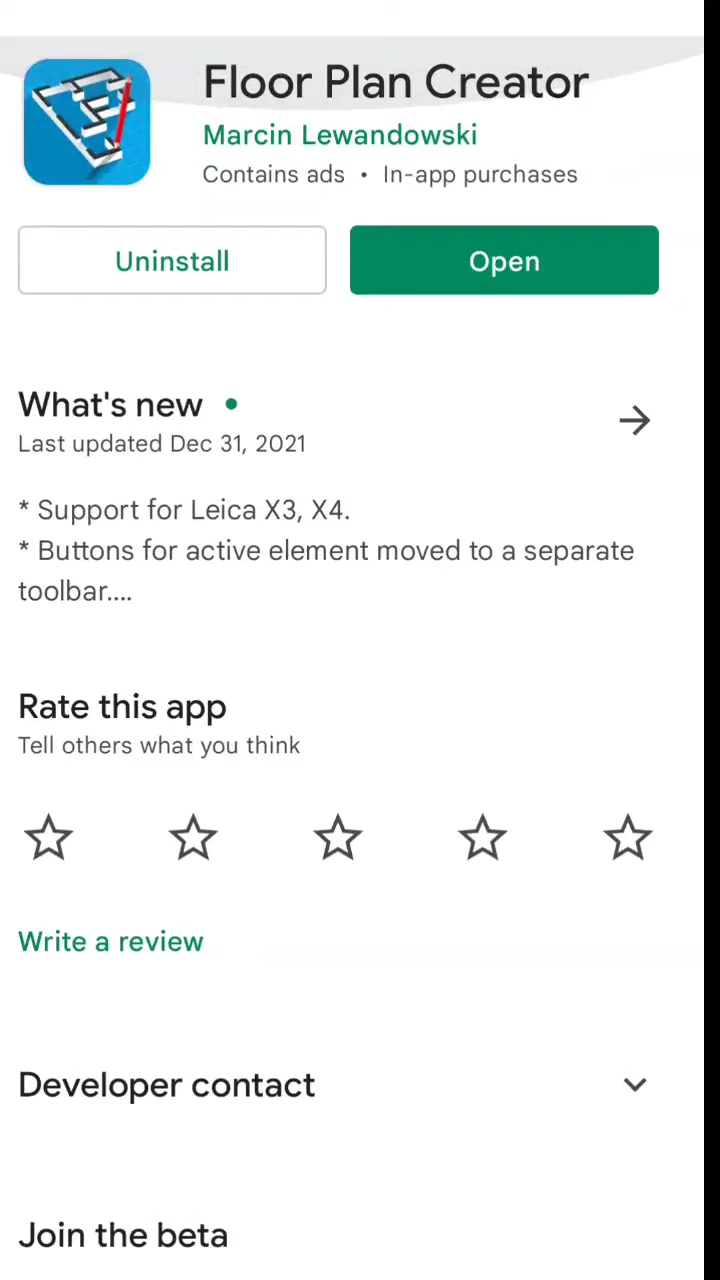 Floor Plan Creator
Marcin Lewandowski
Contains ads • In-app purchases
Uninstall
Open
What's new •
Last updated Dec 31, 2021
* Support for Leica X3, X4.
* Buttons for active element moved to a separate
toolbar....
Rate this app
Tell others what you think
Write a review
Developer contact
Join the beta